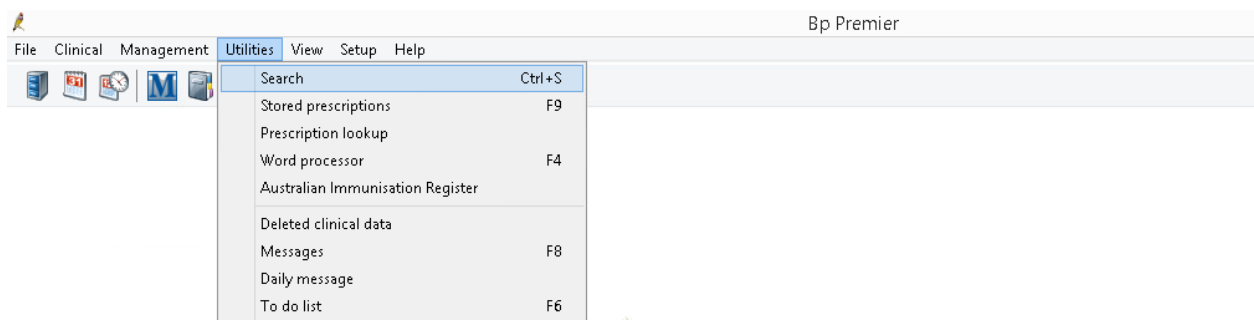 Bp Premier
File Clinical Management Utilities View Setup Help
31 M
Search Ctrl+S
Stored prescriptions F9
Prescription lookup
Word processor F4
Australian Immunisation Register
Deleted clinical data
Messages F8
Daily message
To do list F6